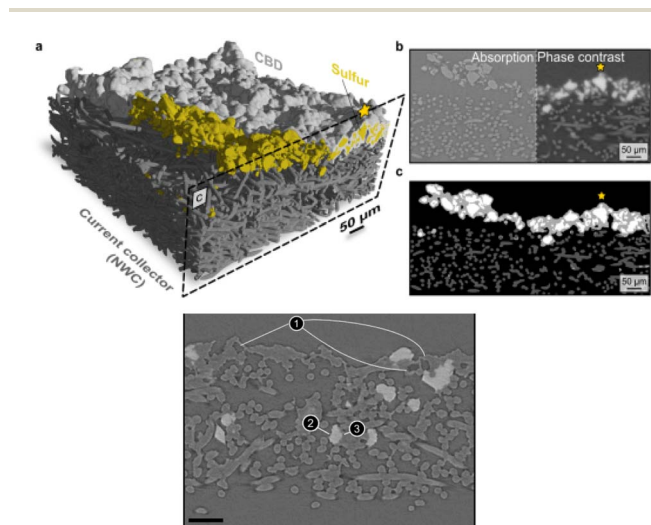 a
CBD
Sulfur
c
Current collector
(NWC)
50 µm
b
Absorption Phase contrast
50 µm
c
50 µm
1
2
3